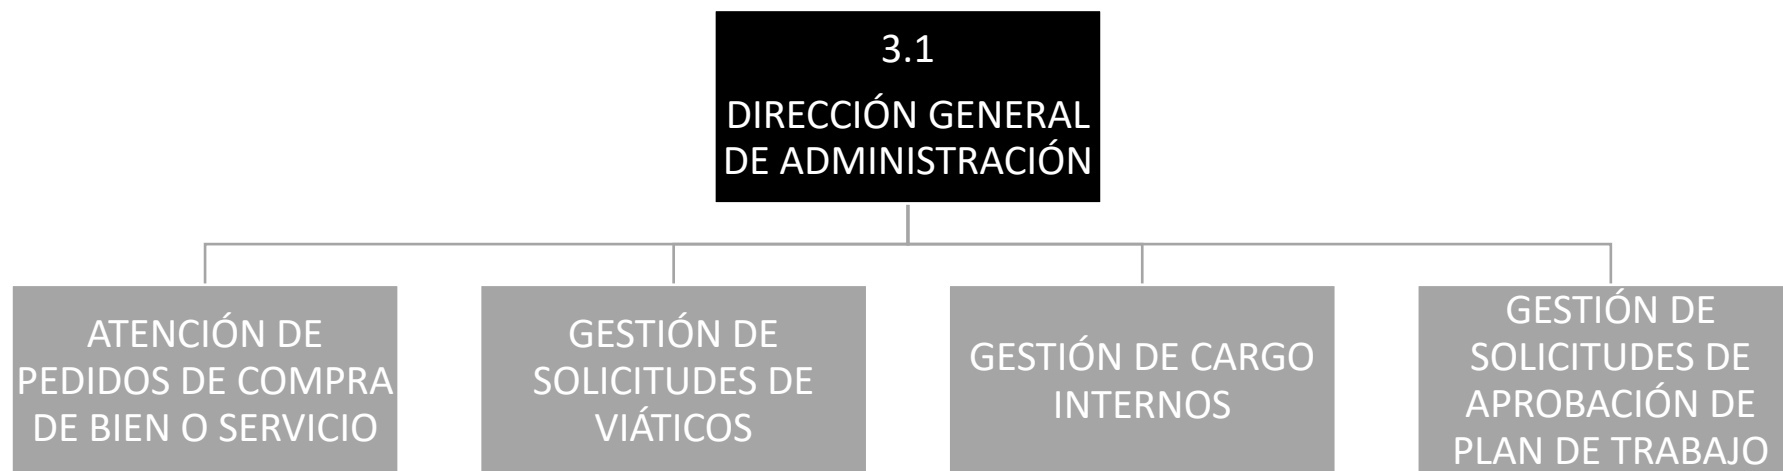 3.1
DIRECCIÓN GENERAL
DE ADMINISTRACIÓN
ATENCIÓN DE
PEDIDOS DE COMPRA
DE BIEN O SERVICIO
GESTIÓN DE
SOLICITUDES DE
VIÁTICOS
GESTIÓN DE CARGO
INTERNOS
GESTIÓN DE
SOLICITUDES DE
APROBACIÓN DE
PLAN DE TRABAJO